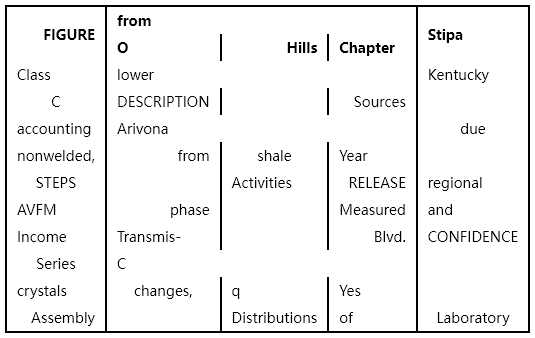 from
FIGURE Stipa
O Hills Chapter
Class lower Kentucky
C DESCRIPTION Sources
accounting Arivona due
nonwelded, from shale Year
STEPS Activities RELEASE regional
AVFM phase Measured and
Income Transmis- Blvd. CONFIDENCE
Series C
crystals changes, q Yes
Assembly Distributions of Laboratory